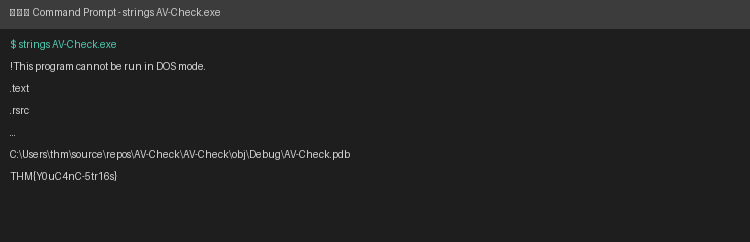 Command Prompt - strings AV-Check.exe
$ strings AV-Check.exe
!This program cannot be run in DOS mode.
.text
.rsrc
...
C:\Users\thm\source\repos\AV-Check\AV-Check\obj\Debug\AV-Check.pdb
THM{Y0uC4nC-5tr16s}